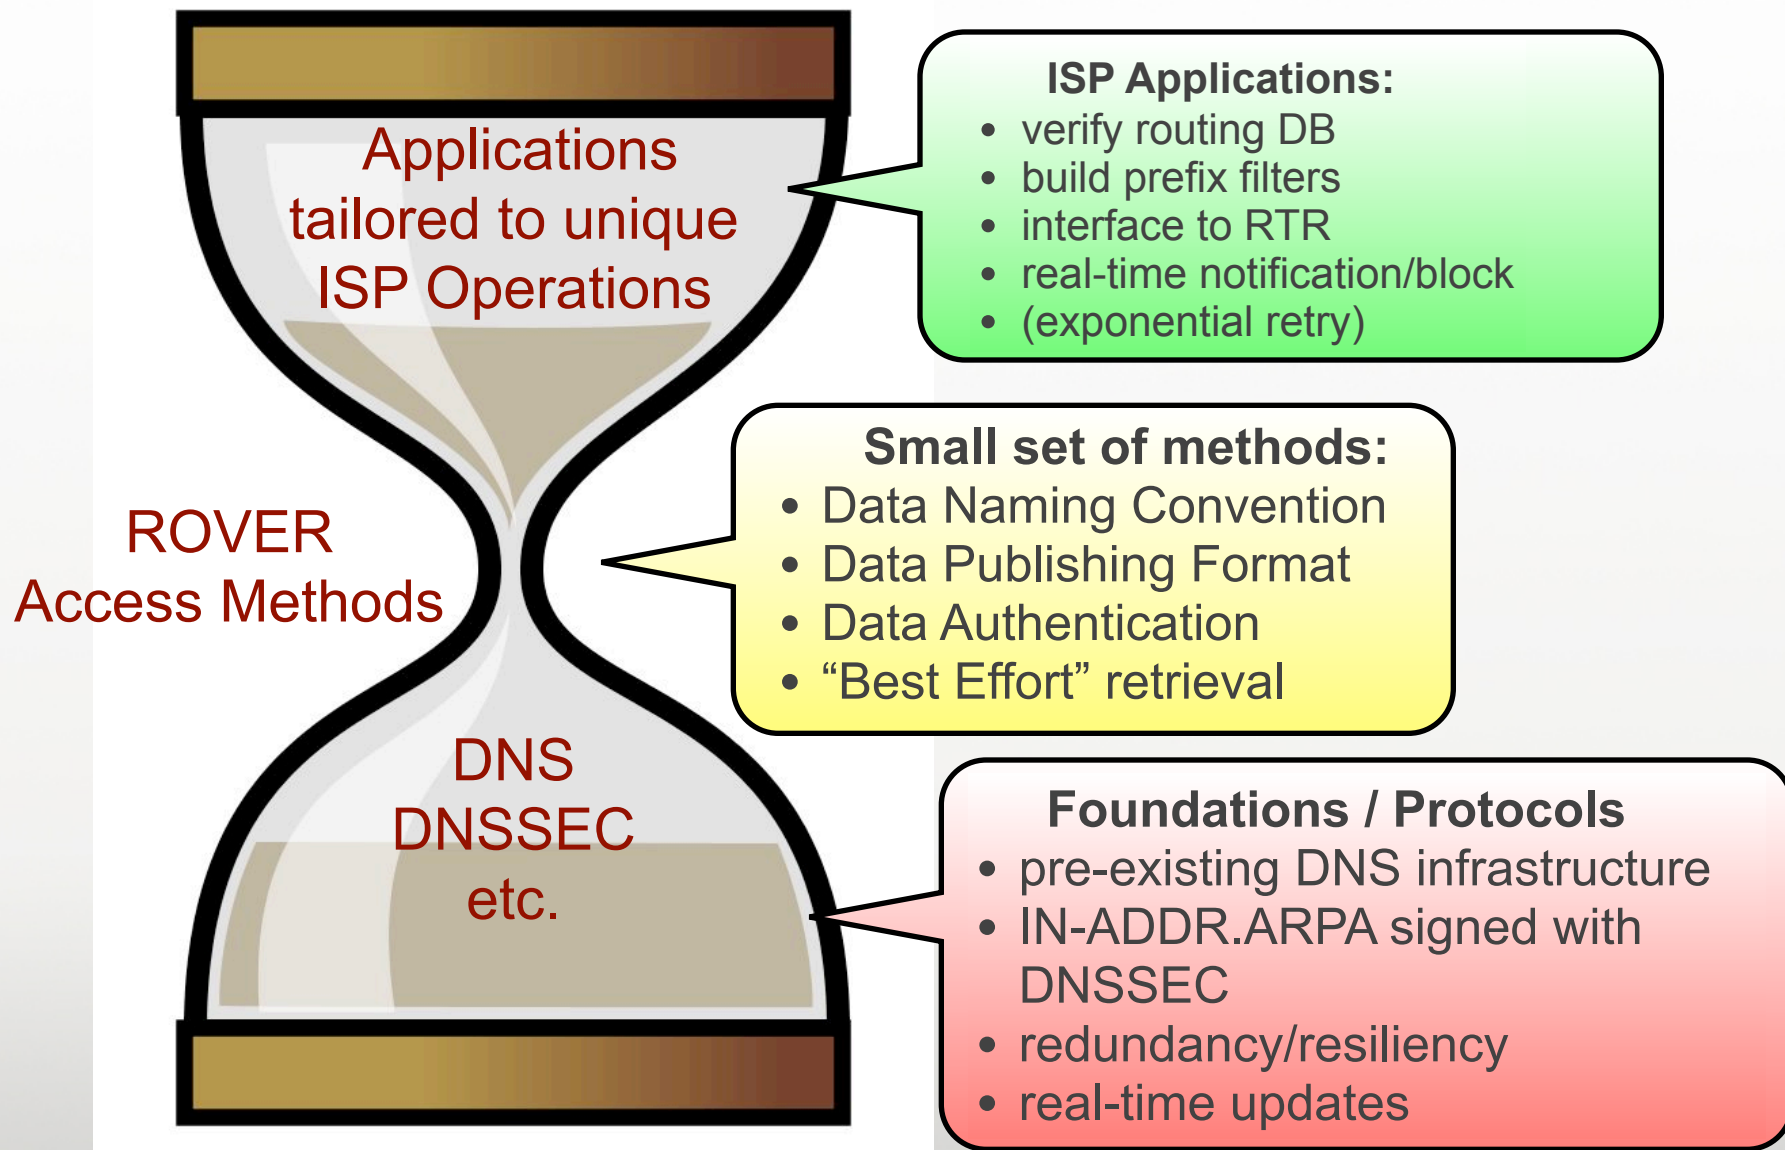 Applications
tailored to unique
ISP Operations
ISP Applications:
• verify routing DB
• build prefix filters
• interface to RTR
• real-time notification/block
• (exponential retry)
ROVER
Access Methods
Small set of methods:
• Data Naming Convention
• Data Publishing Format
• Data Authentication
• “Best Effort” retrieval
DNS
DNSSEC
etc.
Foundations / Protocols
• pre-existing DNS infrastructure
• IN-ADDR.ARPA signed with
DNSSEC
• redundancy/resiliency
• real-time updates